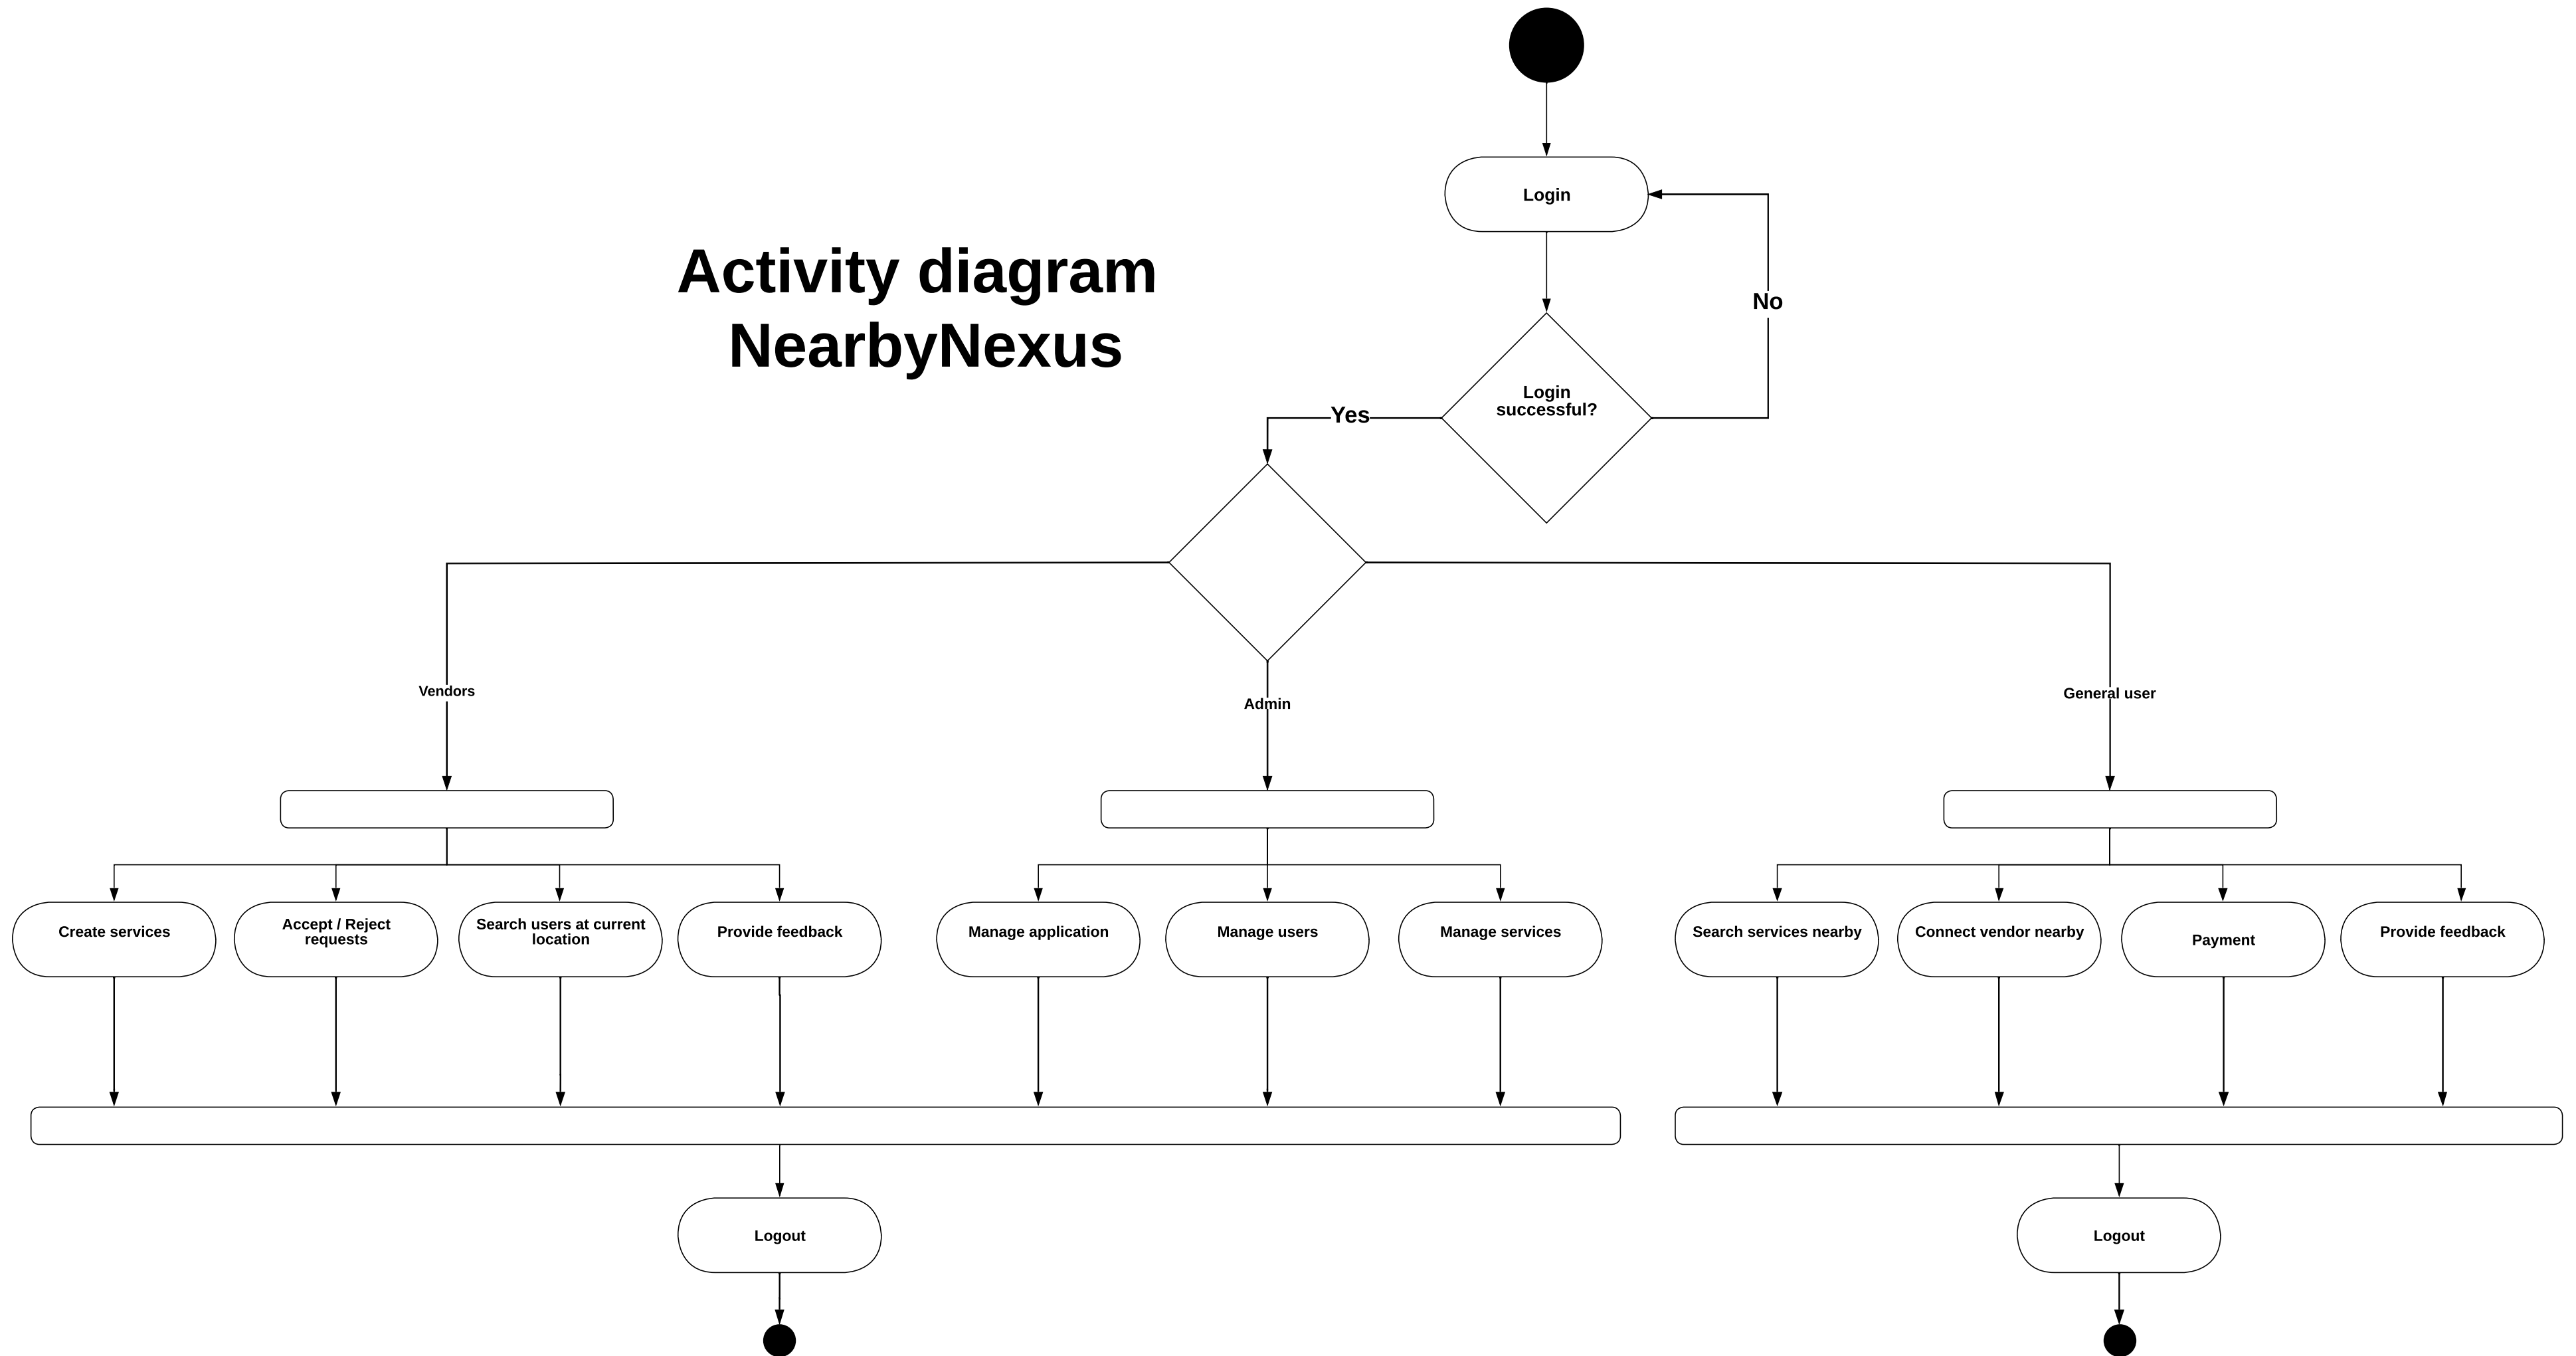 Login
Activity diagram
NearbyNexus
No
Login
successful?
Yes
Vendors
Admin
General user
Create services
Accept / Reject
requests
Search users at current
location
Provide feedback
Manage application
Manage users
Manage services
Search services nearby
Connect vendor nearby
Payment
Provide feedback
Logout
Logout